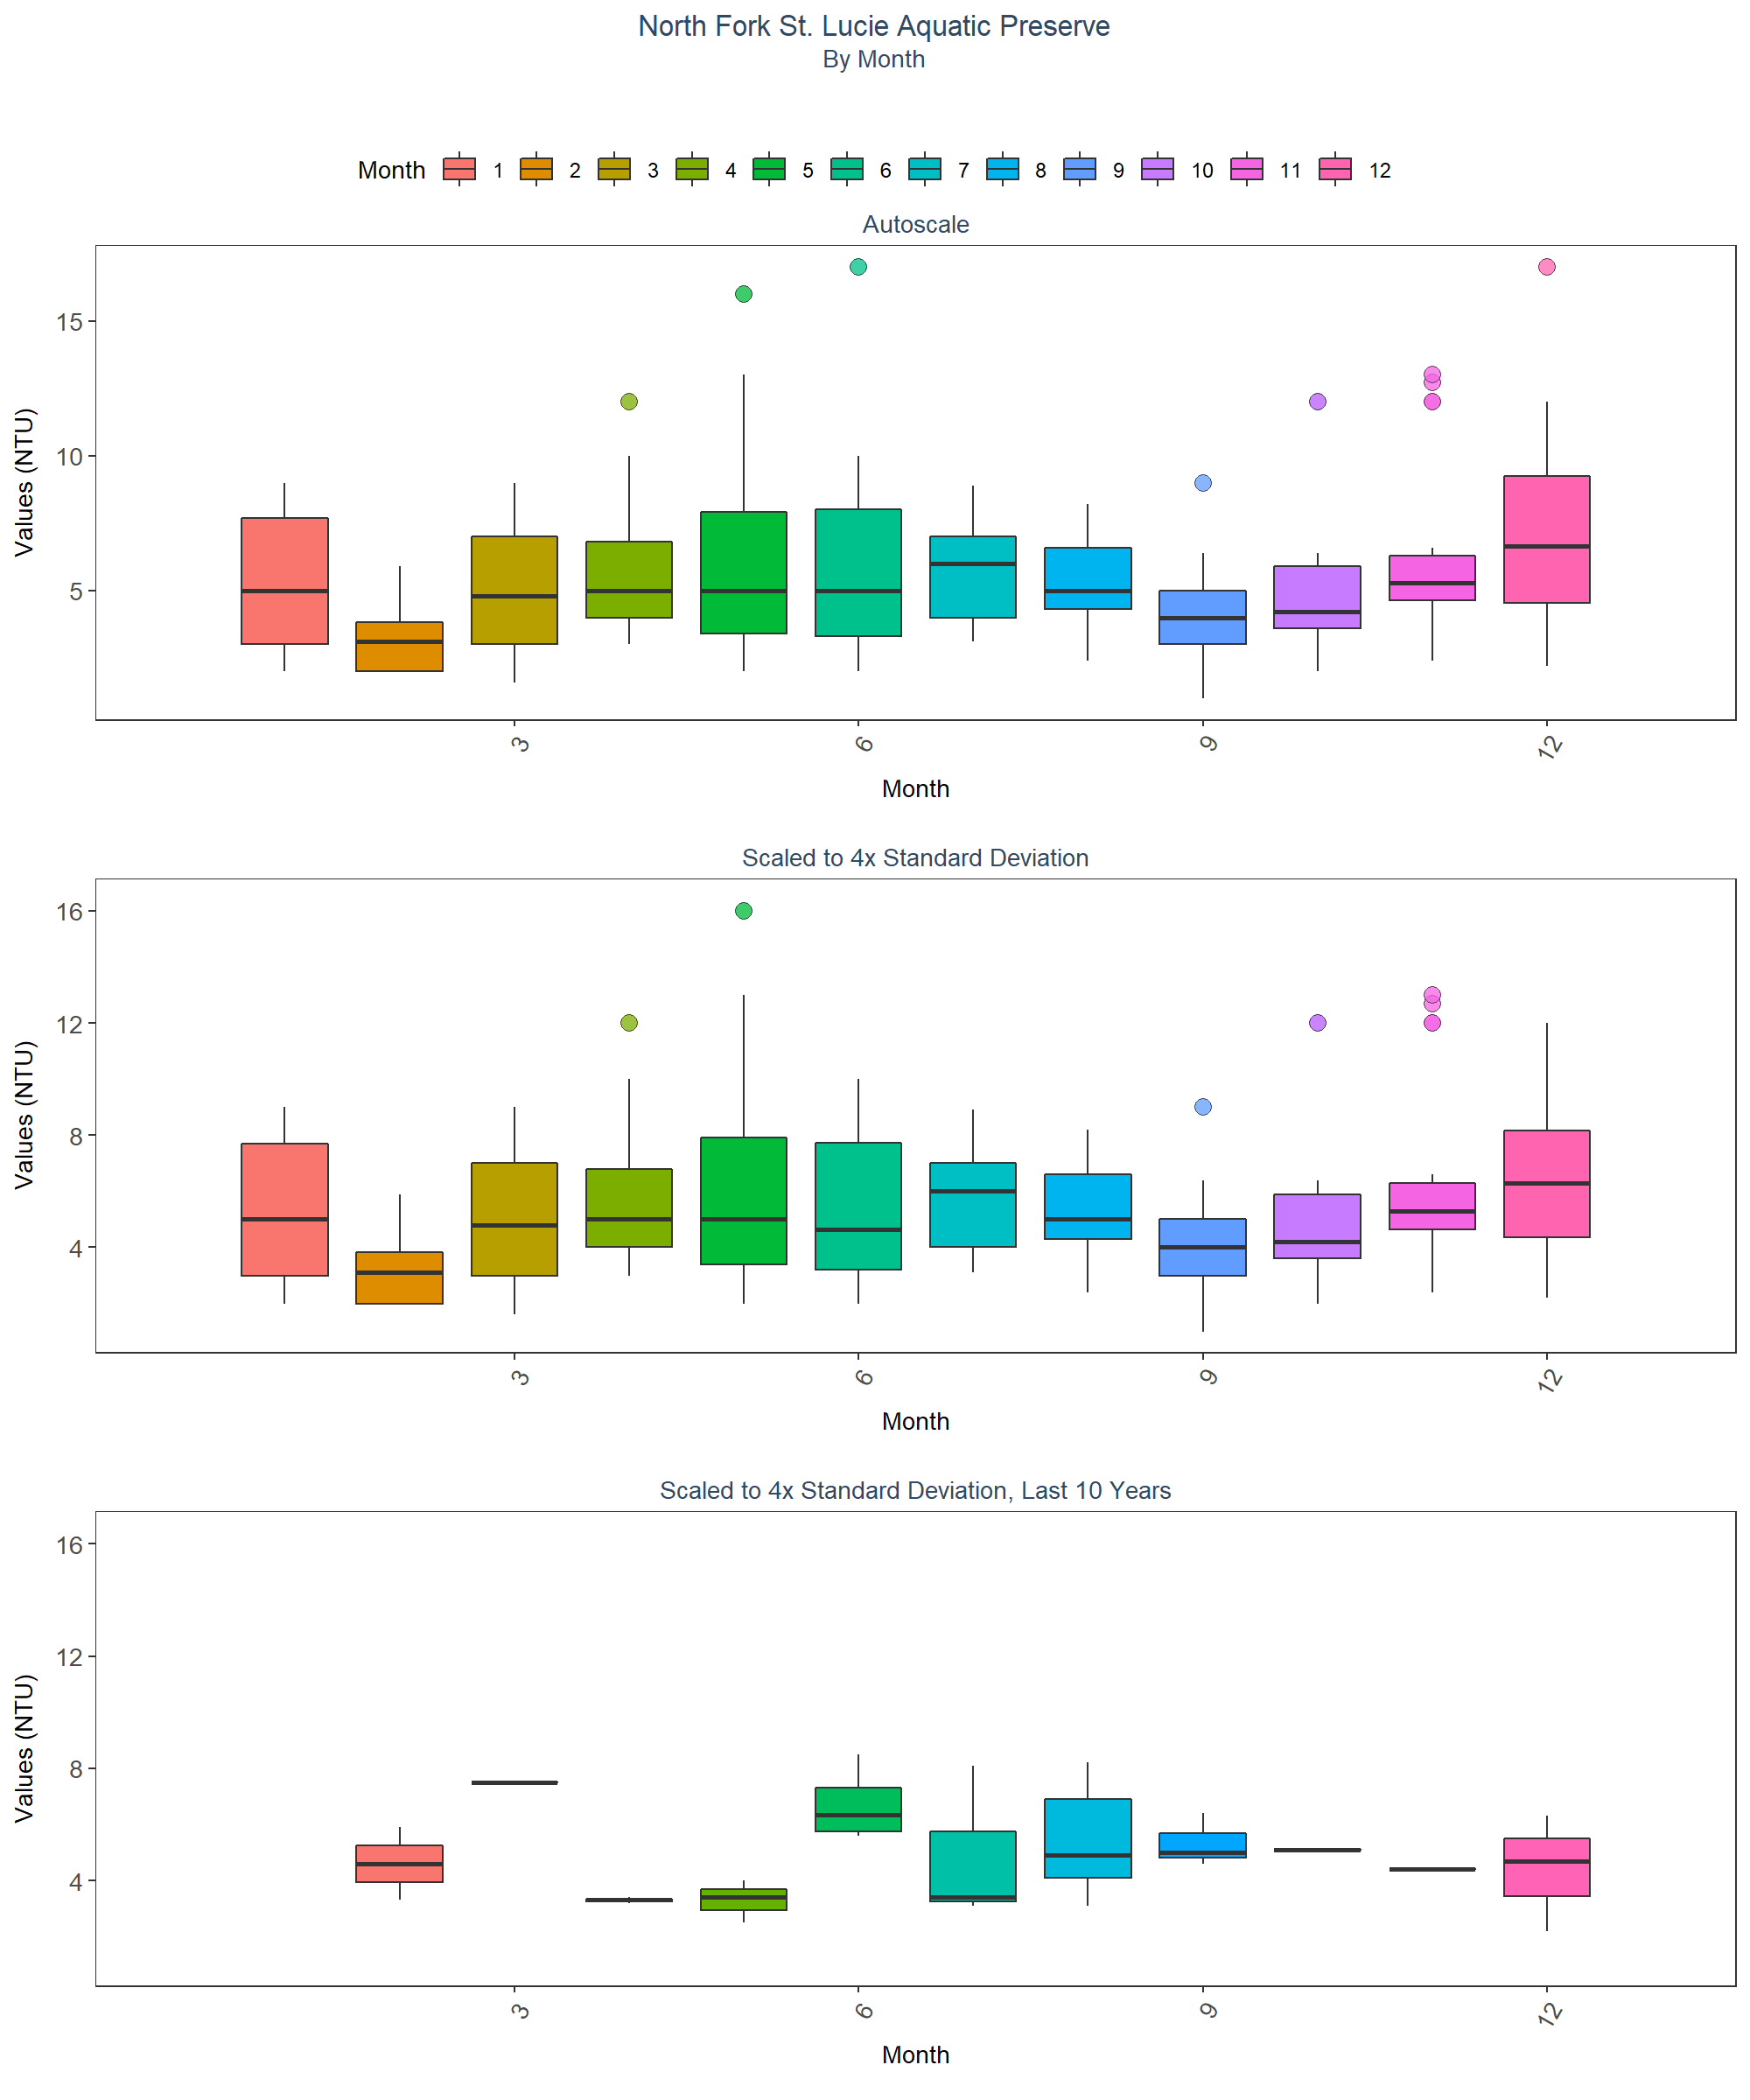 North Fork St. Lucie Aquatic Preserve
By Month
Month 1 2 3 4 5 6 7 8 9 10 11 12
Autoscale
Values (NTU)
15
10
5
3 6 9 12
Month
Scaled to 4x Standard Deviation
Values (NTU)
16
12
8
4
3 6 9 12
Month
Scaled to 4x Standard Deviation, Last 10 Years
Values (NTU)
16
12
8
4
3 6 9 12
Month